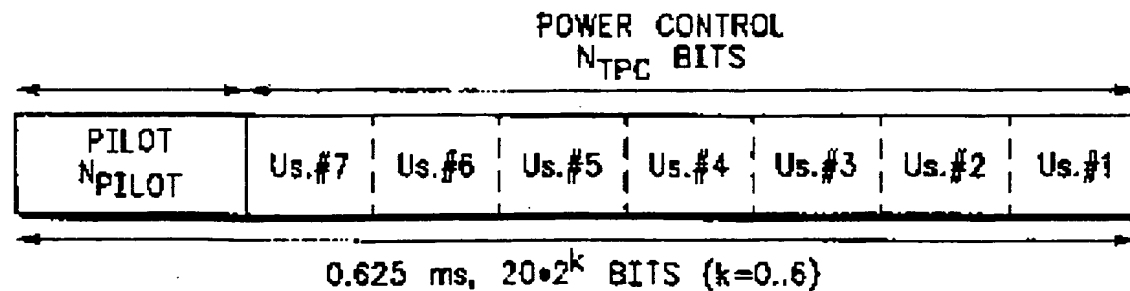 POWER CONTROL
N_TPC BITS
PILOT
N_PILOT
Us.#7 Us.#6 Us.#5 Us.#4 Us.#3 Us.#2 Us.#1
0.625 ms, 20•2^k BITS (k=0..6)